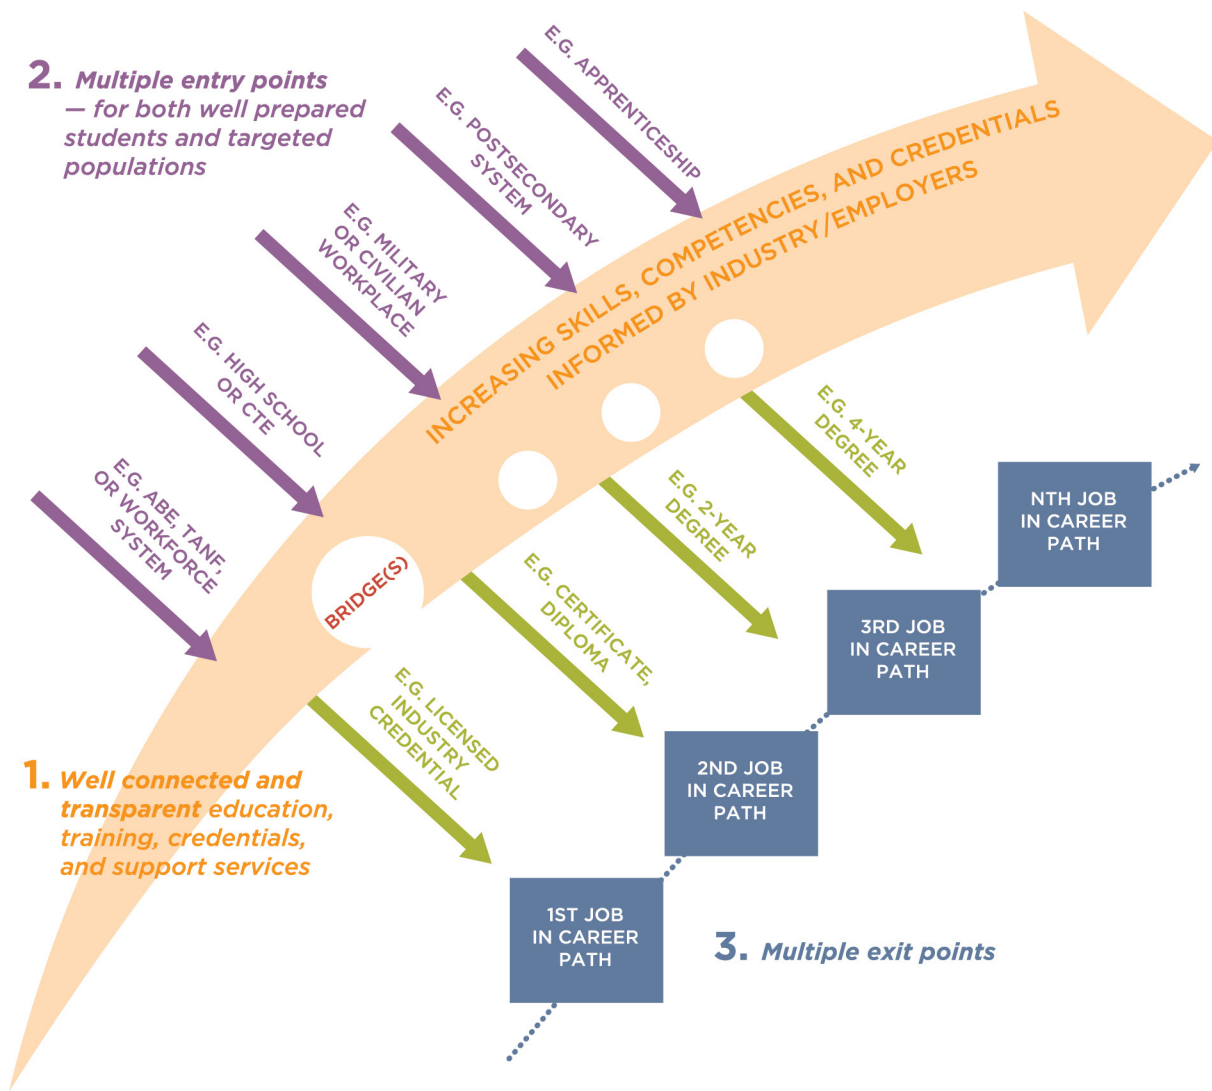 2. Multiple entry points
— for both well prepared
students and targeted
populations
E.G. APPRENTICESHIP
E.G. POSTSECONDARY
SYSTEM
E.G. MILITARY
OR CIVILIAN
WORKPLACE
E.G. HIGH SCHOOL
OR CTE
E.G. ABE, TANF,
OR WORKFORCE
SYSTEM
INCREASING SKILLS, COMPETENCIES, AND CREDENTIALS
INFORMED BY INDUSTRY/EMPLOYERS
BRIDGE(S)
E.G. 4-YEAR
DEGREE
E.G. 2-YEAR
DEGREE
E.G. CERTIFICATE,
DIPLOMA
E.G. LICENSED
INDUSTRY
CREDENTIAL
1. Well connected and
transparent education,
training, credentials,
and support services
NTH JOB
IN CAREER
PATH
3RD JOB
IN CAREER
PATH
2ND JOB
IN CAREER
PATH
1ST JOB
IN CAREER
PATH
3. Multiple exit points